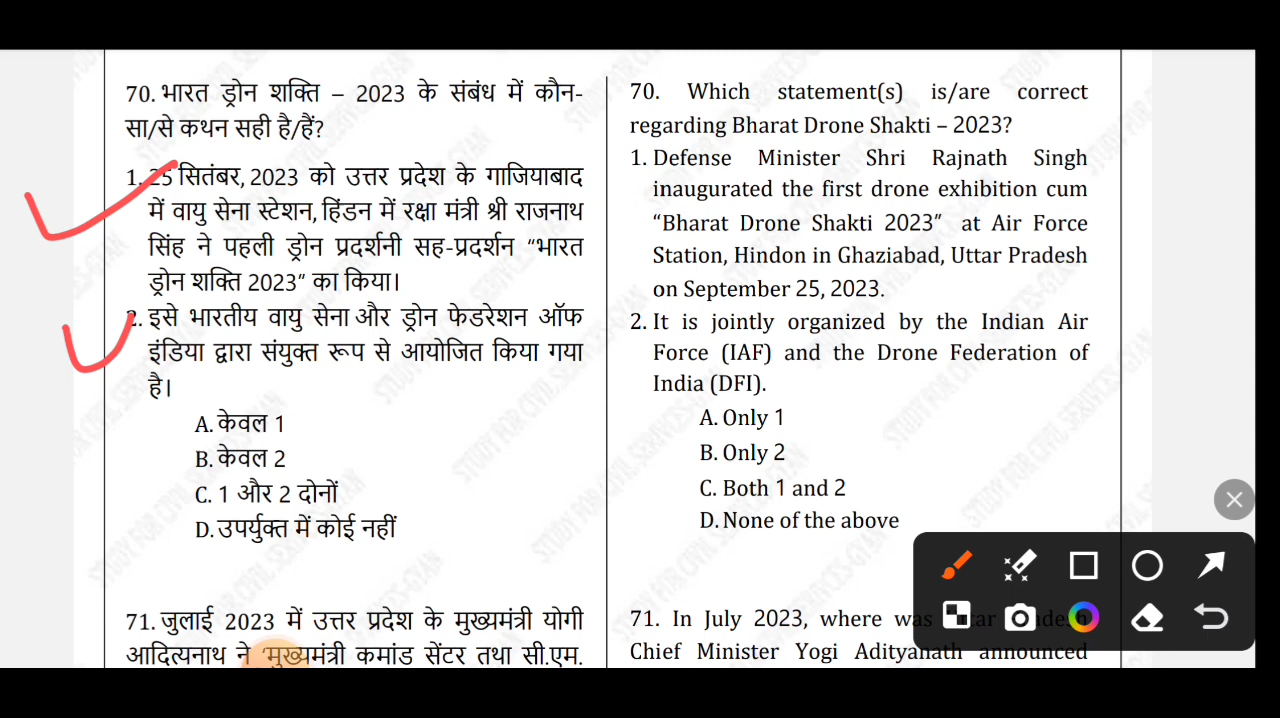 70. भारत ड्रोन शक्ति – 2023 के संबंध में कौन-
सा/से कथन सही है/हैं?
1. 25 सितंबर, 2023 को उत्तर प्रदेश के गाजियाबाद
में वायु सेना स्टेशन, हिंडन में रक्षा मंत्री श्री राजनाथ
सिंह ने पहली ड्रोन प्रदर्शनी सह-प्रदर्शन “भारत
ड्रोन शक्ति 2023” का किया।
2. इसे भारतीय वायु सेना और ड्रोन फेडरेशन ऑफ
इंडिया द्वारा संयुक्त रूप से आयोजित किया गया
है।
A. केवल 1
B. केवल 2
C. 1 और 2 दोनों
D. उपर्युक्त में कोई नहीं
71. जुलाई 2023 में उत्तर प्रदेश के मुख्यमंत्री योगी
आदित्यनाथ ने ‘मुख्यमंत्री कमांड सेंटर तथा सी.एम.
70. Which statement(s) is/are correct
regarding Bharat Drone Shakti – 2023?
1. Defense Minister Shri Rajnath Singh
inaugurated the first drone exhibition cum
“Bharat Drone Shakti 2023” at Air Force
Station, Hindon in Ghaziabad, Uttar Pradesh
on September 25, 2023.
2. It is jointly organized by the Indian Air
Force (IAF) and the Drone Federation of
India (DFI).
A. Only 1
B. Only 2
C. Both 1 and 2
D. None of the above
71. In July 2023, where was
Chief Minister Yogi Adityanath announced
STUDY FOR CIVIL SERVICES-GYAN